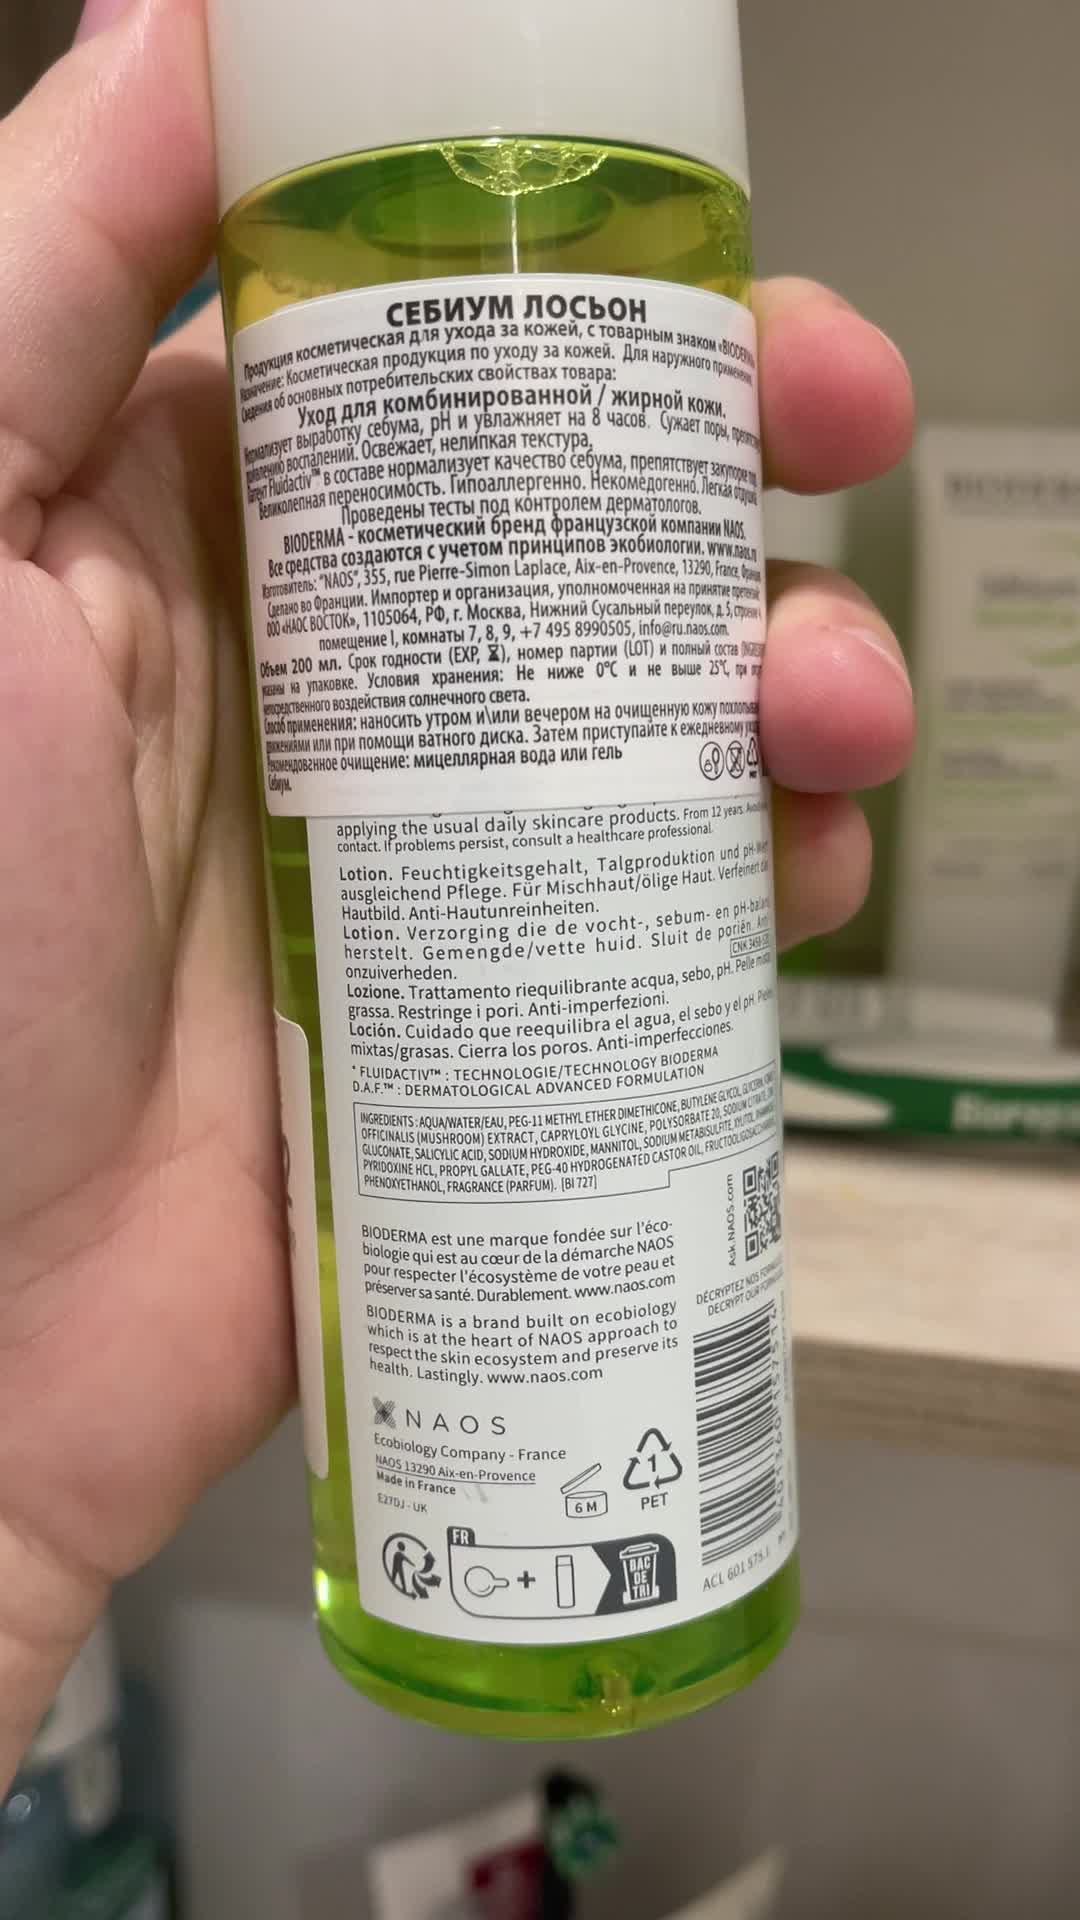 СЕБИУМ ЛОСЬОН
Продукция косметическая для ухода за кожей, с товарным знаком «BIODERMA
Назначение: Косметическая продукция по уходу за кожей. Для наружного применения.
Сведения об основных потребительских свойствах товара:
Уход для комбинированной / жирной кожи.
Нормализует выработку себума, pH и увлажняет на 8 часов. Сужает поры,
воспалений. Освежает, нелипкая текстура,
Патент Fluidactiv™ в составе нормализует качество себума, препятствует закупорке
Великолепная переносимость. Гипоаллергенно. Некомедогенно. Легкая отдушка
Проведены тесты под контролем дерматологов.
BIODERMA - косметический бренд французской компании NAOS.
Все средства создаются с учетом принципов экобиологии. www.naos.
Изготовитель: "NAOS", 355, rue Pierre-Simon Laplace, Aix-en-Provence, 13290, France,
Сделано во Франции. Импортер и организация, уполномоченная на принятие
ООО «НАОС ВОСТОК», 1105064, РФ, г. Москва, Нижний Сусальный переулок, д. 5,
помещение I, комнаты 7, 8, 9, +7 495 8990505, info@ru.naos.com.
Объем 200 мл. Срок годности (EXP, ), номер партии (LOT) и полный состав
указаны на упаковке. Условия хранения: Не ниже 0°C и не выше 25°C, при
непосредственного воздействия солнечного света.
Способ применения: наносить утром и\или вечером на очищенную кожу
движениями или при помощи ватного диска. Затем приступайте к ежедневному
Рекомендованное очищение: мицеллярная вода или гель
Себиум.
applying the usual daily skincare products. From 12 years.
contact. If problems persist, consult a healthcare professional.
Lotion. Feuchtigkeitsgehalt, Talgproduktion und pH-
ausgleichend Pflege. Für Mischhaut/ölige Haut. Verfeinert
Hautbild. Anti-Hautunreinheiten.
Lotion. Verzorging die de vocht-, sebum- en pH-
herstelt. Gemengde/vette huid. Sluit de poriën.
onzuiverheden.
Lozione. Trattamento riequilibrante acqua, sebo, pH. Pelle
grassa. Restringe i pori. Anti-imperfezioni.
Loción. Cuidado que reequilibra el agua, el sebo y el pH.
mixtas/grasas. Cierra los poros. Anti-imperfecciones.
* FLUIDACTIV™ : TECHNOLOGIE/TECHNOLOGY BIODERMA
D.A.F.™ : DERMATOLOGICAL ADVANCED FORMULATION
INGREDIENTS : AQUA/WATER/EAU, PEG-11 METHYL ETHER DIMETHICONE, BUTYLENE GLYCOL, GLYCERIN,
OFFICINALIS (MUSHROOM) EXTRACT, CAPRYLOYL GLYCINE, POLYSORBATE 20, SODIUM CITRATE,
GLUCONATE, SALICYLIC ACID, SODIUM HYDROXIDE, MANNITOL, SODIUM METABISULFITE, XYLITOL,
PYRIDOXINE HCL, PROPYL GALLATE, PEG-40 HYDROGENATED CASTOR OIL,
PHENOXYETHANOL, FRAGRANCE (PARFUM). [BI 727]
Ask.NAOS.com
BIODERMA est une marque fondée sur l'éco-
biologie qui est au cœur de la démarche NAOS
pour respecter l'écosystème de votre peau et
préserver sa santé. Durablement. www.naos.com
DÉCRYPTEZ NOS
DECRYPT OUR
BIODERMA is a brand built on ecobiology
which is at the heart of NAOS approach to
respect the skin ecosystem and preserve its
health. Lastingly. www.naos.com
NAOS
Ecobiology Company - France
NAOS 13290 Aix-en-Provence
Made in France
E27DJ - UK
6 M
1
PET
FR
BAC
DE
TRI
ACL 601 575.1